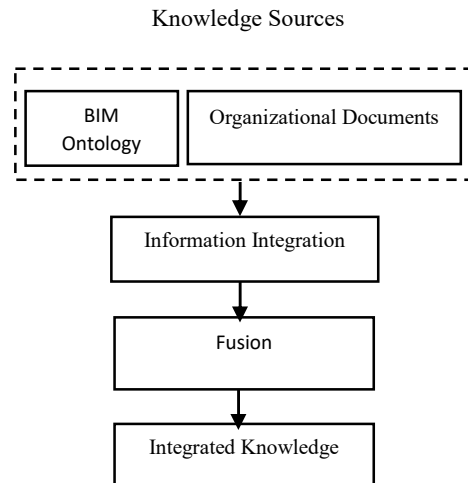 Knowledge Sources
BIM
Ontology
Organizational Documents
Information Integration
Fusion
Integrated Knowledge